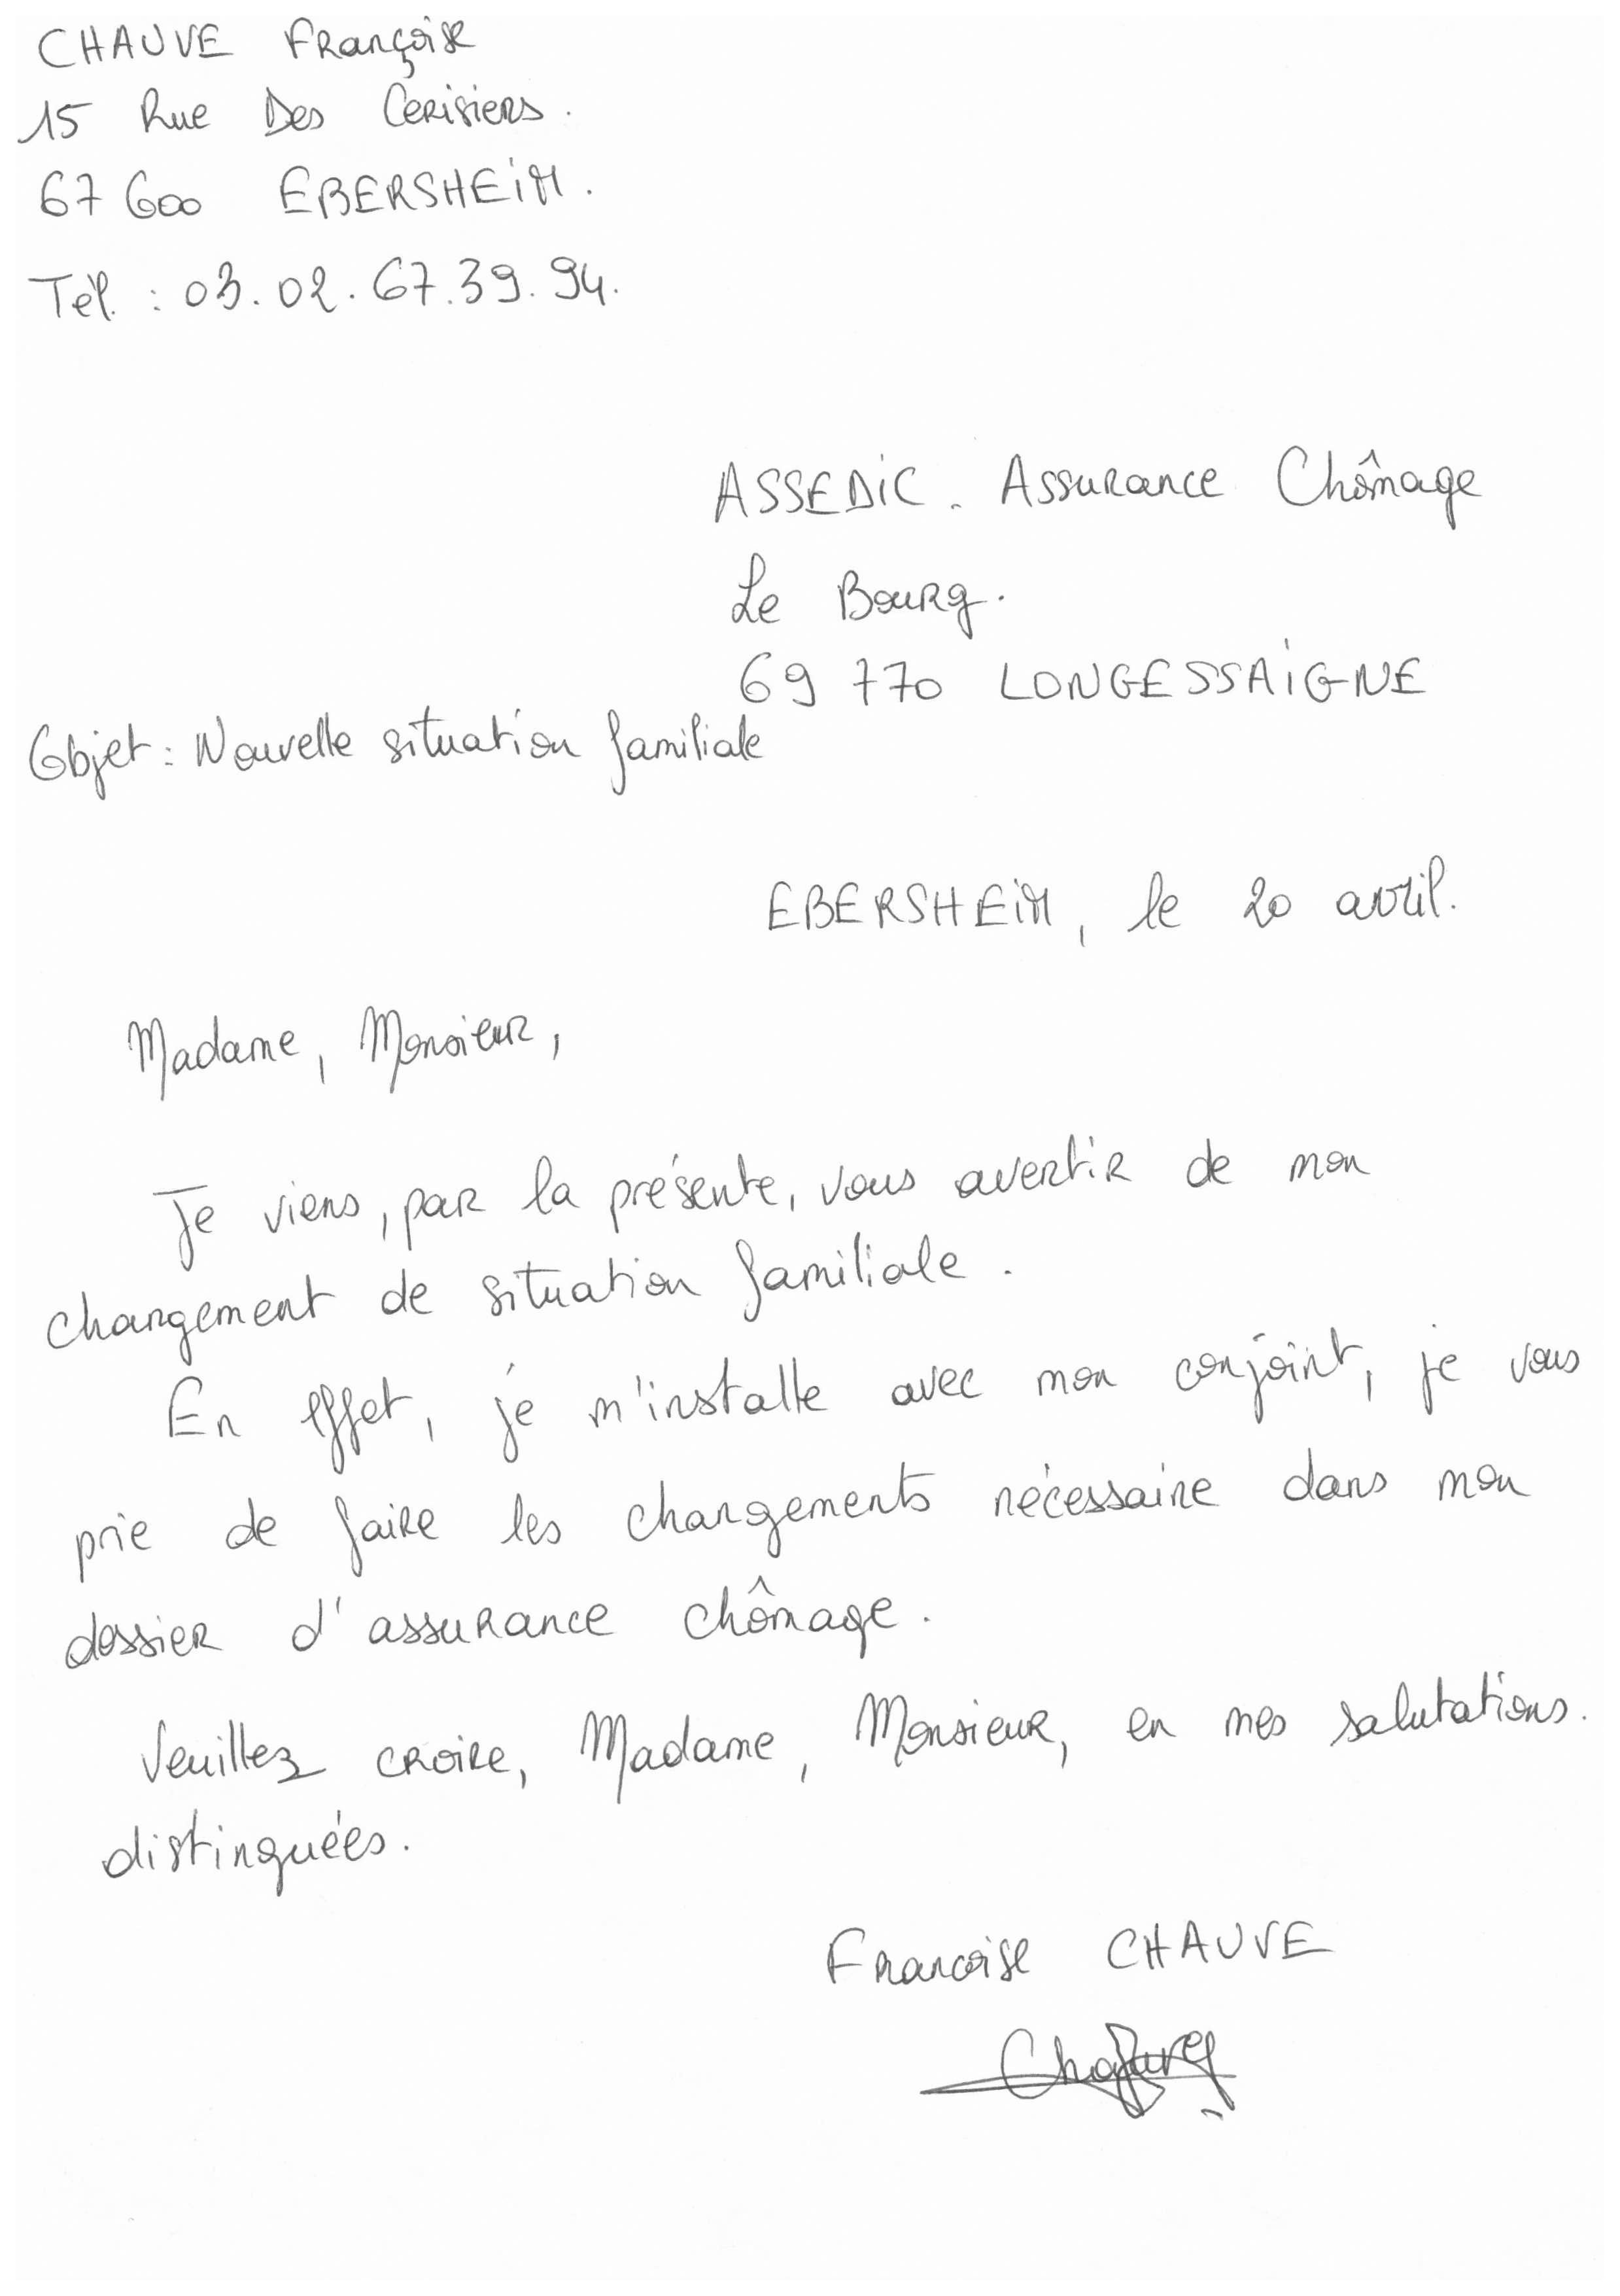 CHAUVE Françoise
15 Rue Des Cerisiers.
67 600 EBERSHEiM.
Tél. : 03.02.67.39.94.
ASSEDiC. Assurance Chômage
Le Bourg.
69 770 LONGESSAiGNE
Objet : Nouvelle situation familiale
EBERSHEiM, le 20 avril.
Madame, Monsieur,
Je viens, par la présente, vous avertir de mon
changement de situation familiale.
En effet, je m'installe avec mon conjoint, je vous
prie de faire les changements nécessaire dans mon
dossier d'assurance chômage.
Veuillez croire, Madame, Monsieur, en mes salutations.
distinguées.
Francoise CHAUVE